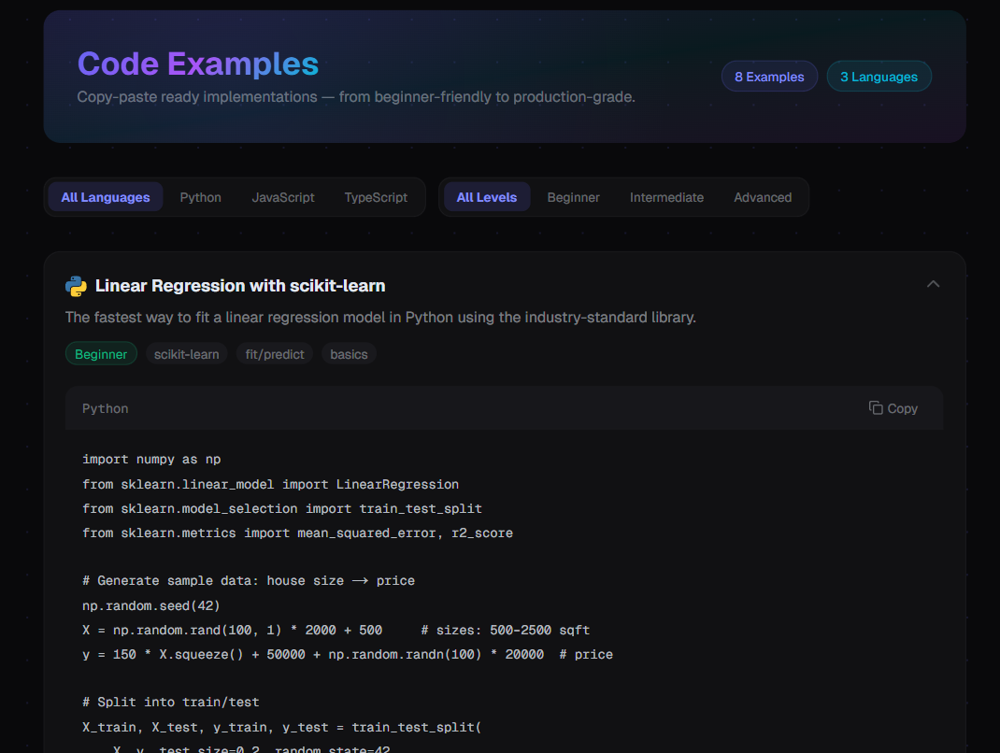 Code Examples
Copy-paste ready implementations — from beginner-friendly to production-grade.
8 Examples
3 Languages
All Languages
Python
JavaScript
TypeScript
All Levels
Beginner
Intermediate
Advanced
Linear Regression with scikit-learn
The fastest way to fit a linear regression model in Python using the industry-standard library.
Beginner
scikit-learn
fit/predict
basics
Python
Copy
import numpy as np
from sklearn.linear_model import LinearRegression
from sklearn.model_selection import train_test_split
from sklearn.metrics import mean_squared_error, r2_score
# Generate sample data: house size → price
np.random.seed(42)
X = np.random.rand(100, 1) * 2000 + 500     # sizes: 500–2500 sqft
y = 150 * X.squeeze() + 50000 + np.random.randn(100) * 20000  # price
# Split into train/test
X_train, X_test, y_train, y_test = train_test_split(
    X, y, test_size=0.2, random_state=42